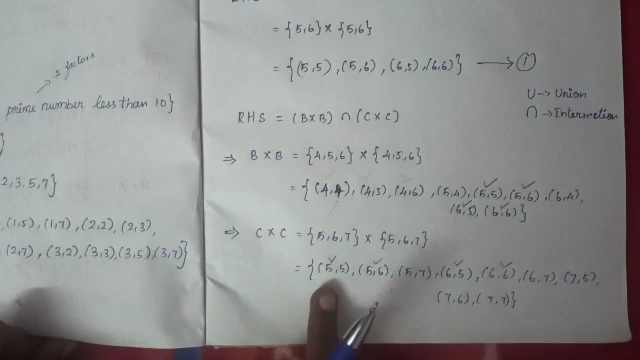 2 factors
prime number less than 10}
}
2,3,5,7}
, (1,5), (1,7), (2,2), (2,3),
(2,7), (3,2), (3,3), (3,5), (3,7)}
= {5,6} × {5,6}
= {(5,5), (5,6), (6,5), (6,6)} ⟶ ①
U → Union
∩ → Intersection
RHS = (B×B) ∩ (C×C)
⇒ B×B = {4,5,6} × {4,5,6}
= {(4,4), (4,5), (4,6), (5,4), (5,5), (5,6), (6,4),
(6,5), (6,6)}
⇒ C×C = {5,6,7} × {5,6,7}
= {(5,5), (5,6), (5,7), (6,5), (6,6), (6,7), (7,5),
(7,6), (7,7)}